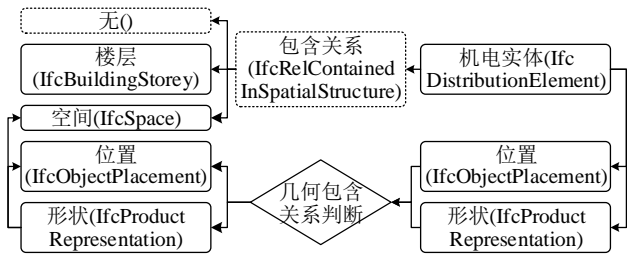 无()
楼层
(IfcBuildingStorey)
空间(IfcSpace)
位置
(IfcObjectPlacement)
形状(IfcProduct
Representation)
包含关系
(IfcRelContained
InSpatialStructure)
几何包含
关系判断
机电实体(Ifc
DistributionElement)
位置
(IfcObjectPlacement)
形状(IfcProduct
Representation)